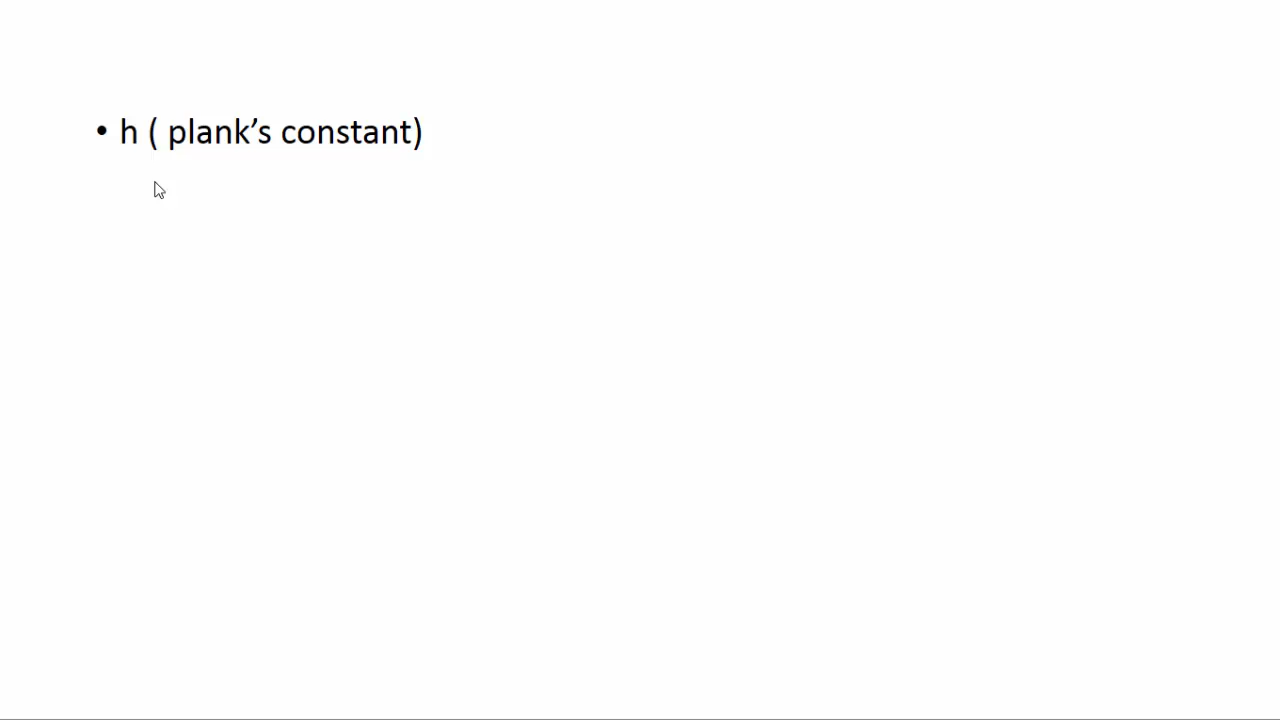 • h ( plank’s constant)